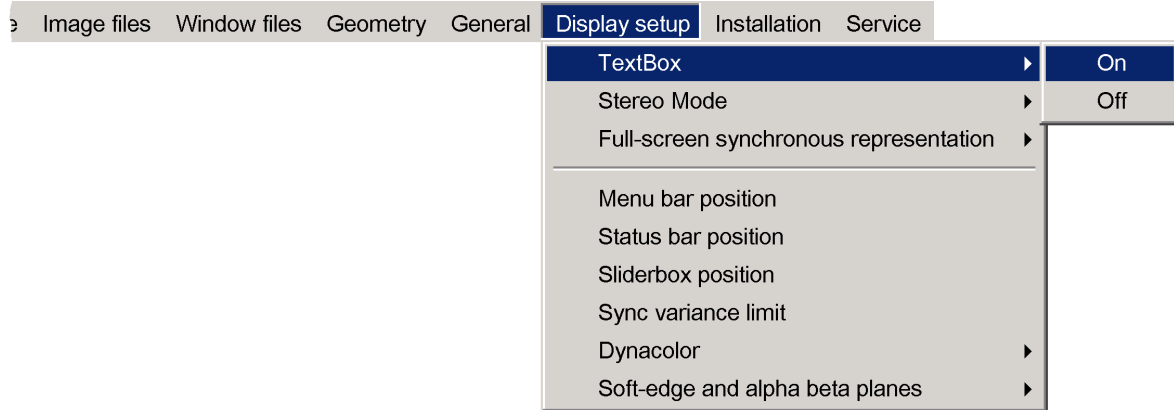 Image files Window files Geometry General Display setup Installation Service
TextBox On
Stereo Mode Off
Full-screen synchronous representation
Menu bar position
Status bar position
Sliderbox position
Sync variance limit
Dynacolor
Soft-edge and alpha beta planes